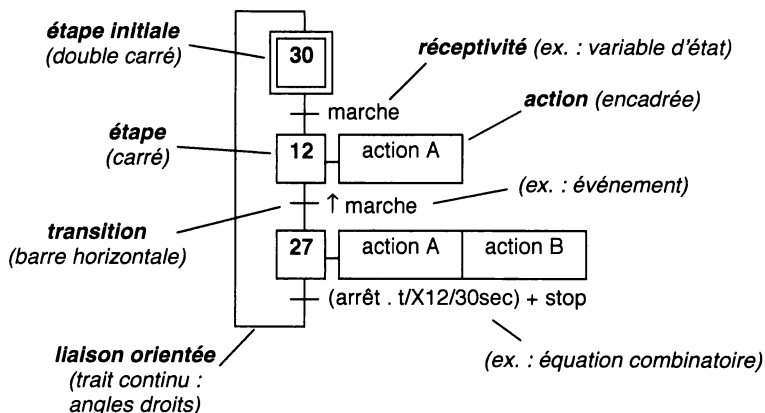 étape initiale
(double carré)
30
réceptivité (ex. : variable d'état)
marche
action (encadrée)
étape
(carré)
12
action A
(ex. : événement)
↑ marche
transition
(barre horizontale)
27
action A
action B
(arrêt . t/X12/30sec) + stop
liaison orientée
(trait continu :
angles droits)
(ex. : équation combinatoire)